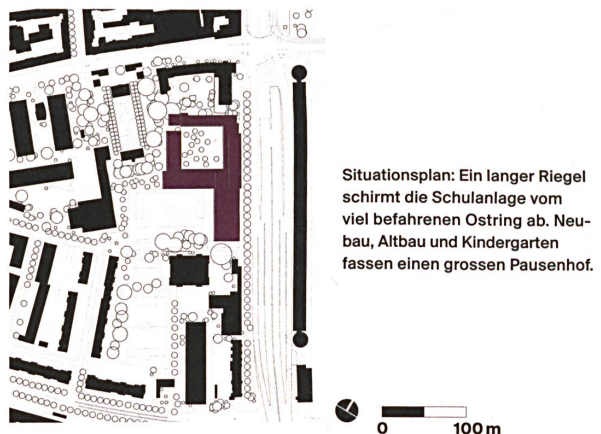 Situationsplan: Ein langer Riegel
schirmt die Schulanlage vom
viel befahrenen Ostring ab. Neu-
bau, Altbau und Kindergarten
fassen einen grossen Pausenhof.
0 100 m